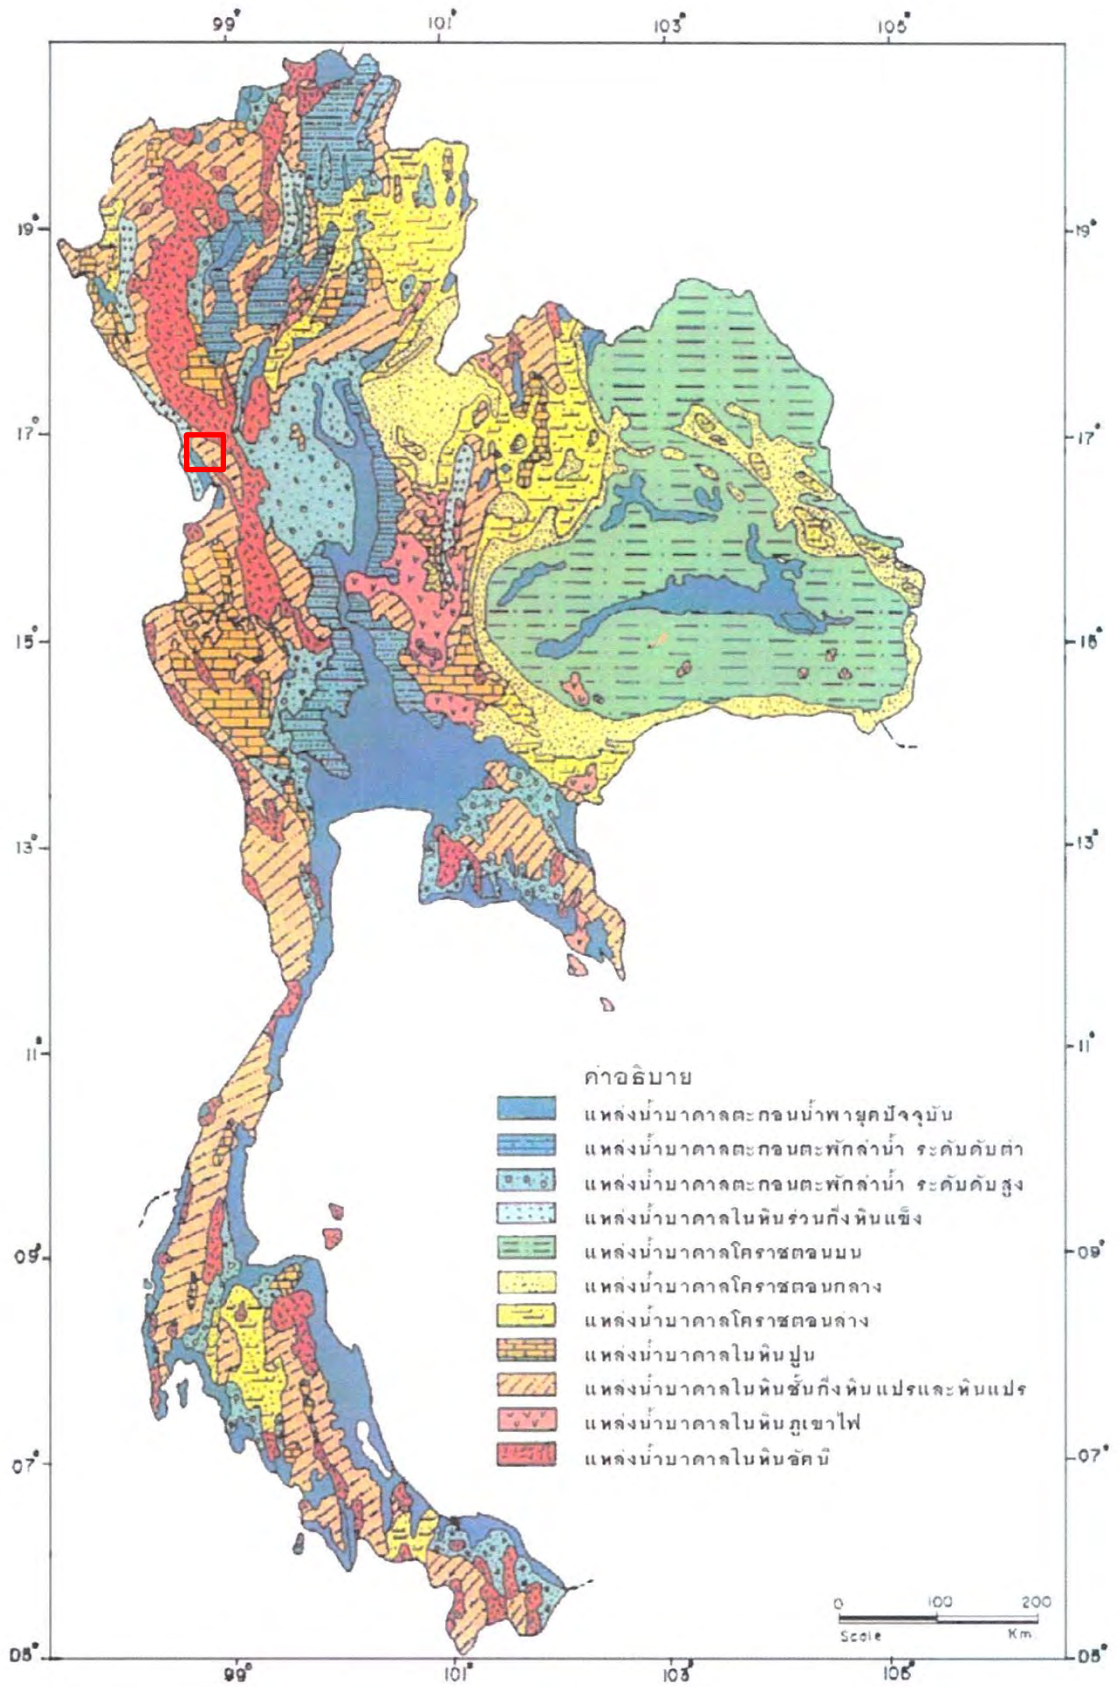 99° 101° 103° 105°
19° 19°
17° 17°
15° 15°
13° 13°
11° 11°
คำอธิบาย
แหล่งน้ำบาดาลตะกอนน้ำพายุคปัจจุบัน
แหล่งน้ำบาดาลตะกอนตะพักลำน้ำ ระดับต่ำ
แหล่งน้ำบาดาลตะกอนตะพักลำน้ำ ระดับสูง
แหล่งน้ำบาดาลในหินร่วนกึ่งหินแข็ง
09° แหล่งน้ำบาดาลโคราชตอนบน 09°
แหล่งน้ำบาดาลโคราชตอนกลาง
แหล่งน้ำบาดาลโคราชตอนล่าง
แหล่งน้ำบาดาลในหินปูน
แหล่งน้ำบาดาลในหินชั้นกึ่งหินแปรและหินแปร
แหล่งน้ำบาดาลในหินภูเขาไฟ
07° แหล่งน้ำบาดาลในหินอัคนี 07°
0 100 200
Scale Km.
05° 05°
99° 101° 103° 105°